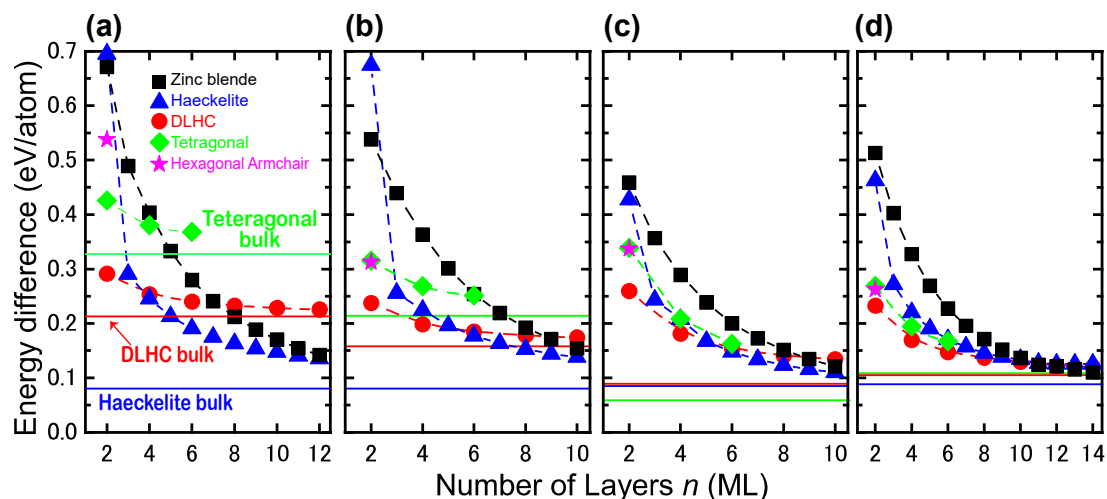 (a) (b) (c) (d)
Energy difference (eV/atom)
0.7
0.6
0.5
0.4
0.3
0.2
0.1
0.0
Zinc blende
Haeckelite
DLHC
Tetragonal
Hexagonal Armchair
Teteragonal
bulk
DLHC bulk
Haeckelite bulk
2 4 6 8 10 12 2 4 6 8 10 2 4 6 8 10 2 4 6 8 10 12 14
Number of Layers n (ML)